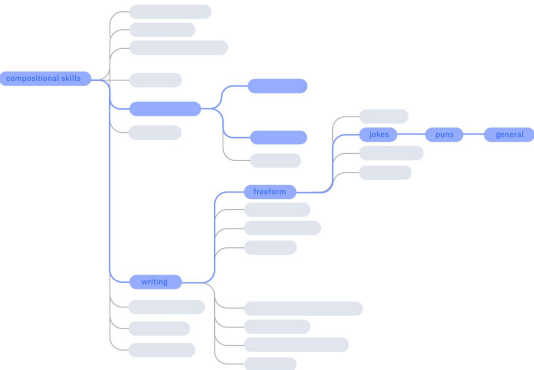 compositional skills
jokes
puns
general
freeform
writing